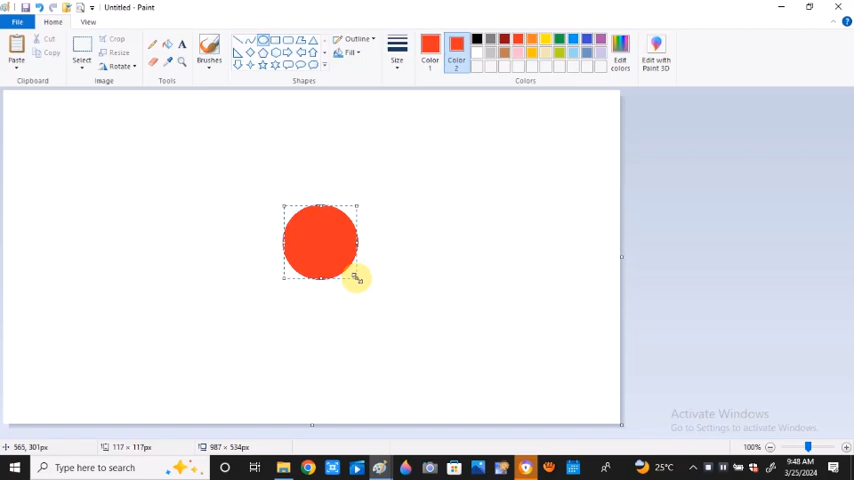 Untitled - Paint
File Home View
Paste
Cut
Copy
Clipboard
Select
Crop
Resize
Rotate
Image
A
Tools
Brushes
Outline
Fill
Shapes
Size
Color 1
Color 2
Edit colors
Colors
Edit with Paint 3D
Activate Windows
Go to Settings to activate Windows.
565, 301px
117 × 117px
987 × 534px
100%
Type here to search
25°C
9:48 AM
3/25/2024